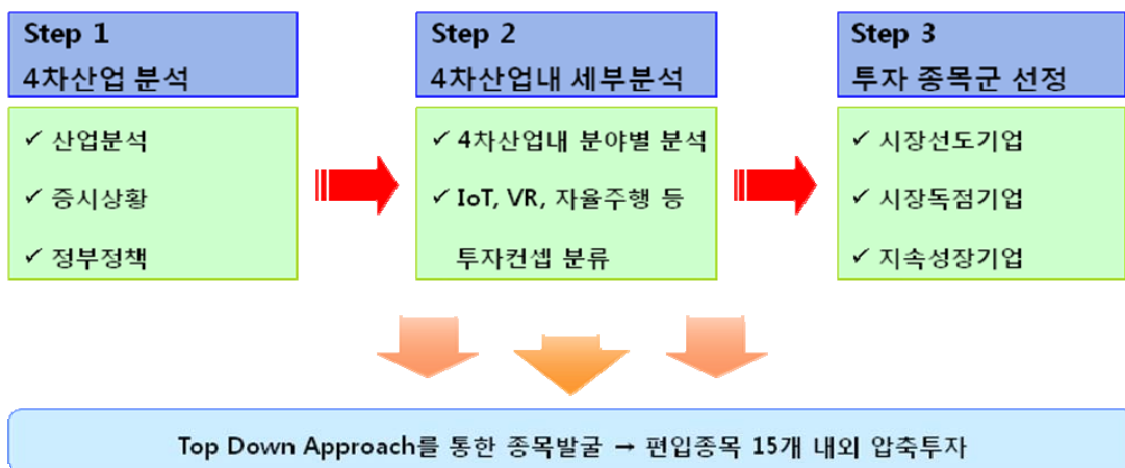 Step 1
4차산업 분석
✓ 산업분석
✓ 증시상황
✓ 정부정책
Step 2
4차산업내 세부분석
✓ 4차산업내 분야별 분석
✓ IoT, VR, 자율주행 등
투자컨셉 분류
Step 3
투자 종목군 선정
✓ 시장선도기업
✓ 시장독점기업
✓ 지속성장기업
Top Down Approach를 통한 종목발굴 → 편입종목 15개 내외 압축투자